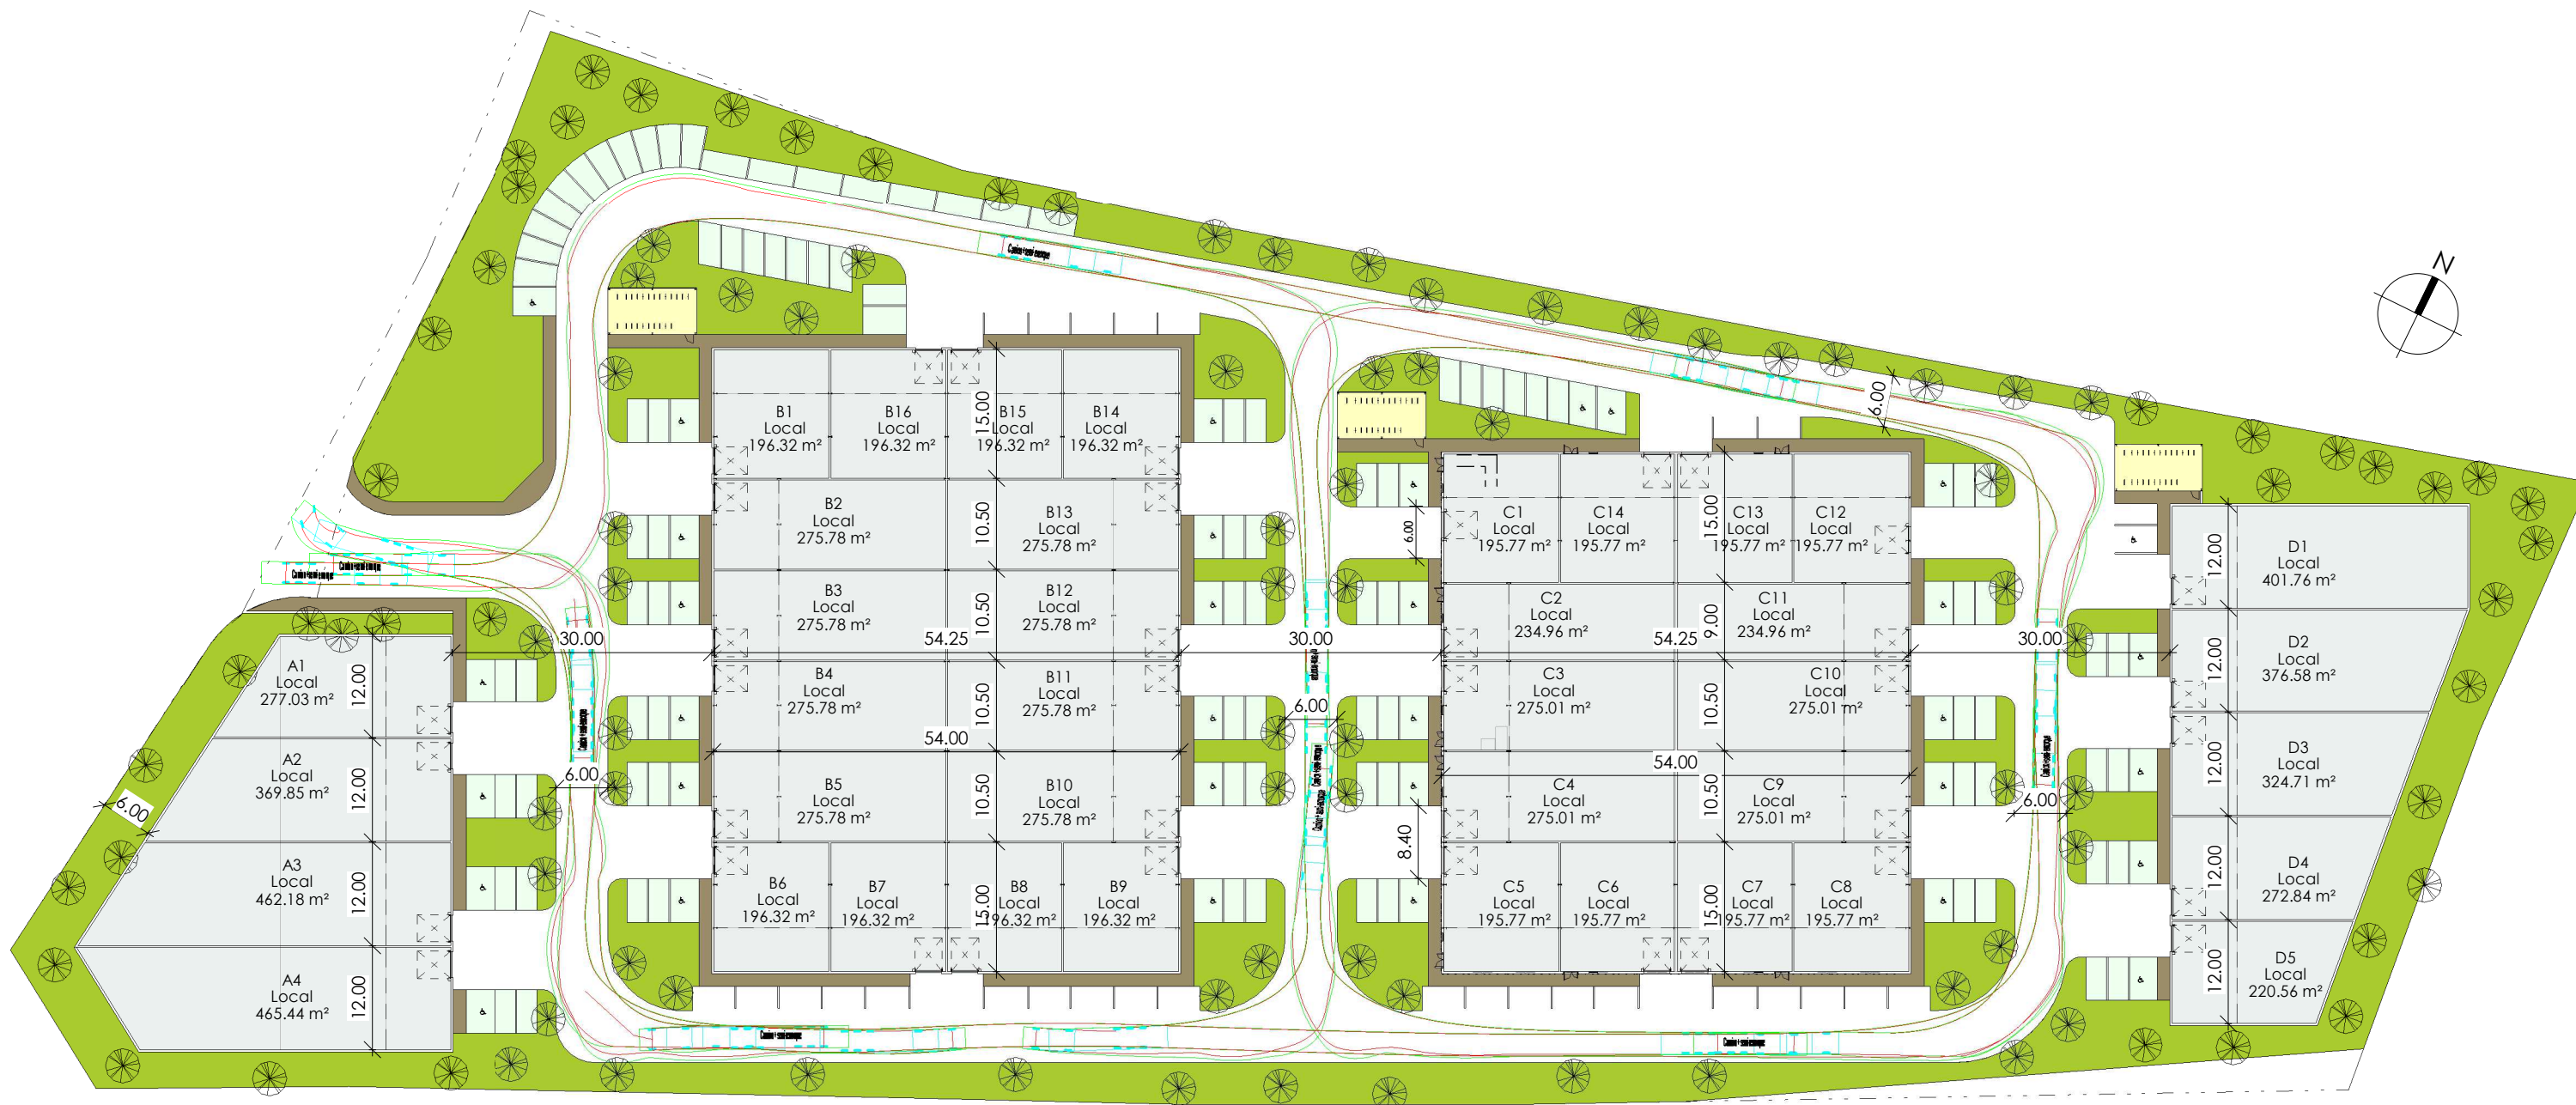 N
6.00
B1
Local
196.32 m²
B16
Local
196.32 m²
15.00
B15
Local
196.32 m²
B14
Local
196.32 m²
B2
Local
275.78 m²
10.50
B13
Local
275.78 m²
B3
Local
275.78 m²
10.50
B12
Local
275.78 m²
B4
Local
275.78 m²
10.50
B11
Local
275.78 m²
B5
Local
275.78 m²
10.50
B10
Local
275.78 m²
B6
Local
196.32 m²
B7
Local
196.32 m²
15.00
B8
Local
196.32 m²
B9
Local
196.32 m²
C1
Local
195.77 m²
C14
Local
195.77 m²
15.00
C13
Local
195.77 m²
C12
Local
195.77 m²
6.00
C2
Local
234.96 m²
9.00
C11
Local
234.96 m²
C3
Local
275.01 m²
10.50
C10
Local
275.01 m²
C4
Local
275.01 m²
10.50
C9
Local
275.01 m²
8.40
C5
Local
195.77 m²
C6
Local
195.77 m²
15.00
C7
Local
195.77 m²
C8
Local
195.77 m²
30.00
54.25
30.00
54.25
30.00
54.00
54.00
6.00
6.00
6.00
A1
Local
277.03 m²
12.00
A2
Local
369.85 m²
12.00
6.00
A3
Local
462.18 m²
12.00
A4
Local
465.44 m²
12.00
D1
Local
401.76 m²
12.00
D2
Local
376.58 m²
12.00
D3
Local
324.71 m²
12.00
D4
Local
272.84 m²
12.00
D5
Local
220.56 m²
12.00